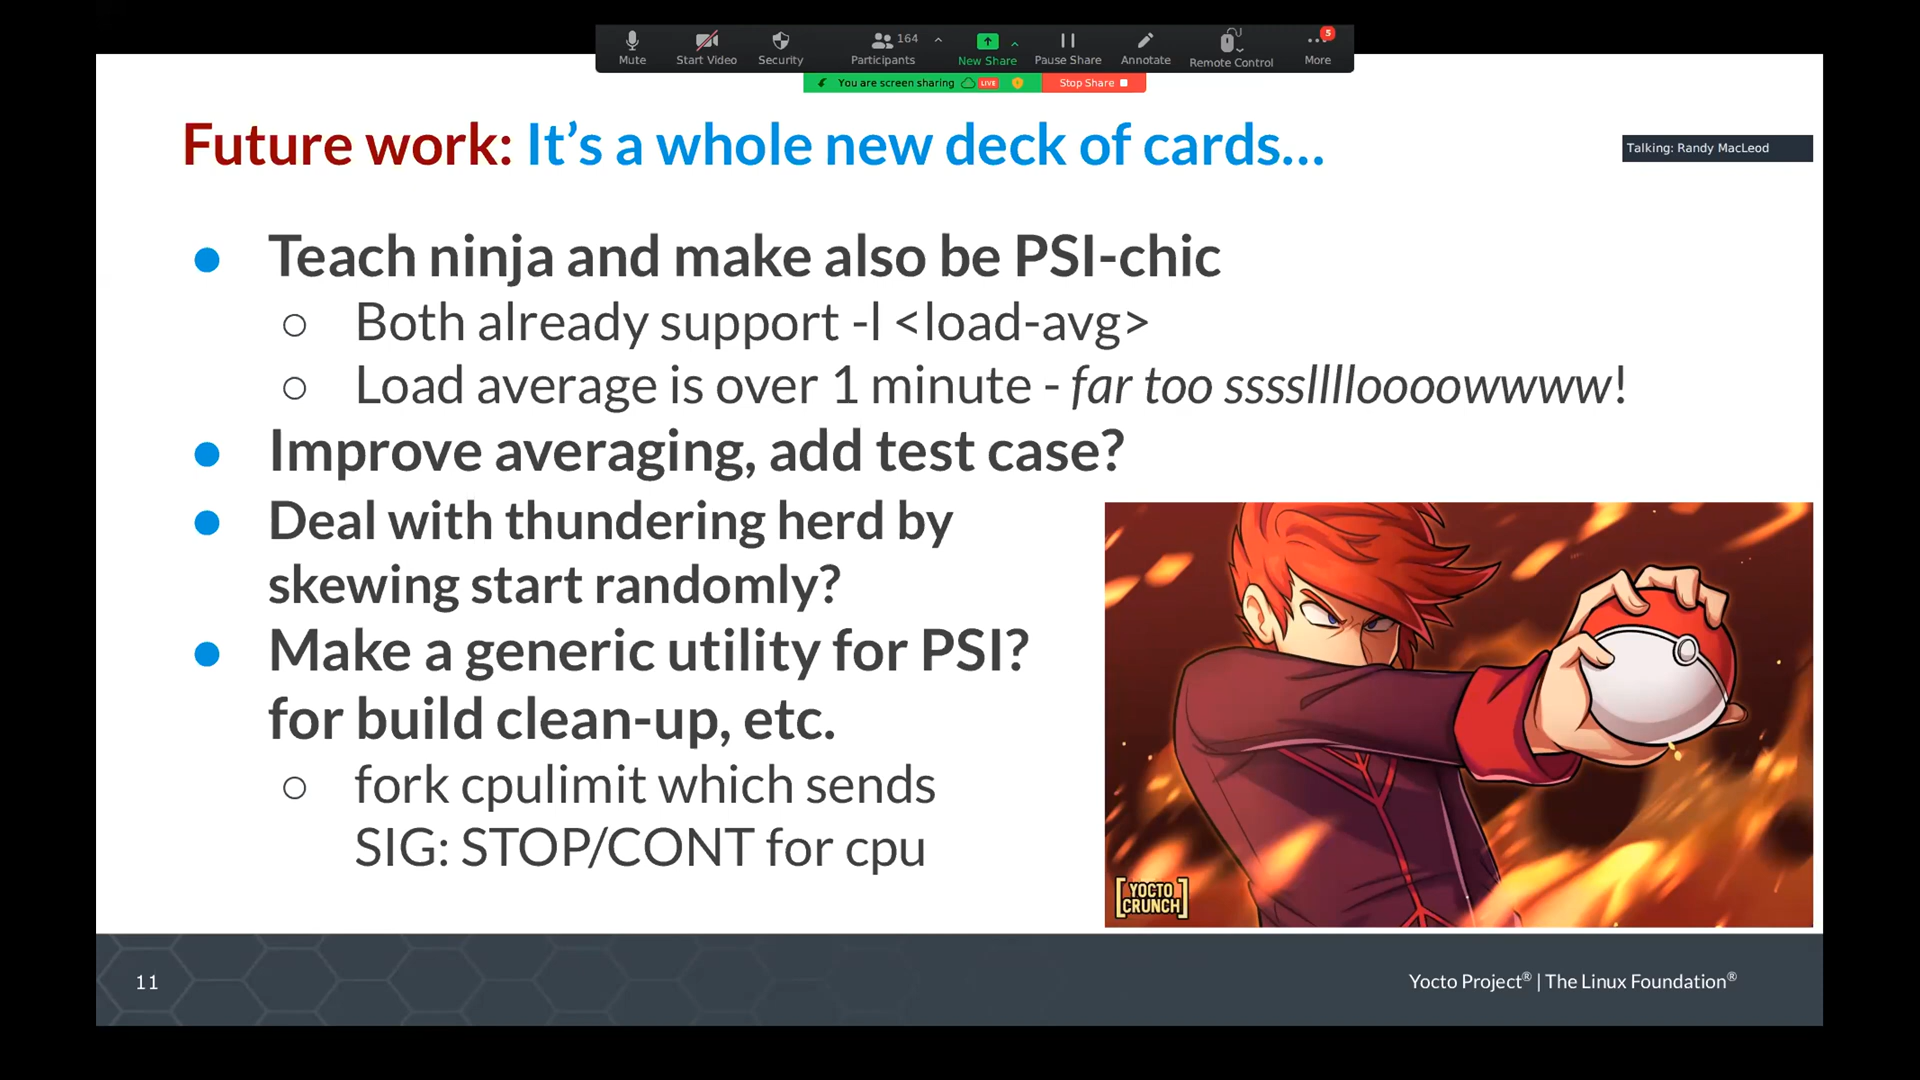 Mute
Start Video
Security
Participants
164
New Share
Pause Share
Annotate
Remote Control
More
5
You are screen sharing
LIVE
Stop Share
Future work: It's a whole new deck of cards...
Talking: Randy MacLeod
● Teach ninja and make also be PSI-chic
○ Both already support -l <load-avg>
○ Load average is over 1 minute - far too sssslllloooowwww!
● Improve averaging, add test case?
● Deal with thundering herd by
skewing start randomly?
● Make a generic utility for PSI?
for build clean-up, etc.
○ fork cpulimit which sends
SIG: STOP/CONT for cpu
[YOCTO
CRUNCH]
11
Yocto Project® | The Linux Foundation®